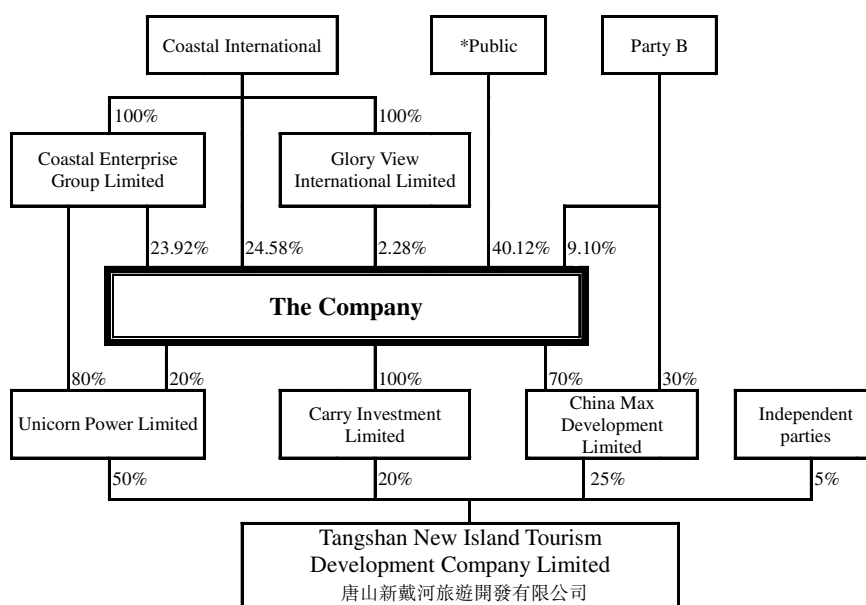 Coastal International
*Public
Party B
100%
100%
Coastal Enterprise
Group Limited
Glory View
International Limited
23.92%
24.58%
2.28%
40.12%
9.10%
The Company
80%
20%
100%
70%
30%
Unicorn Power Limited
Carry Investment
Limited
China Max
Development
Limited
Independent
parties
50%
20%
25%
5%
Tangshan New Island Tourism
Development Company Limited
唐山新戴河旅遊開發有限公司